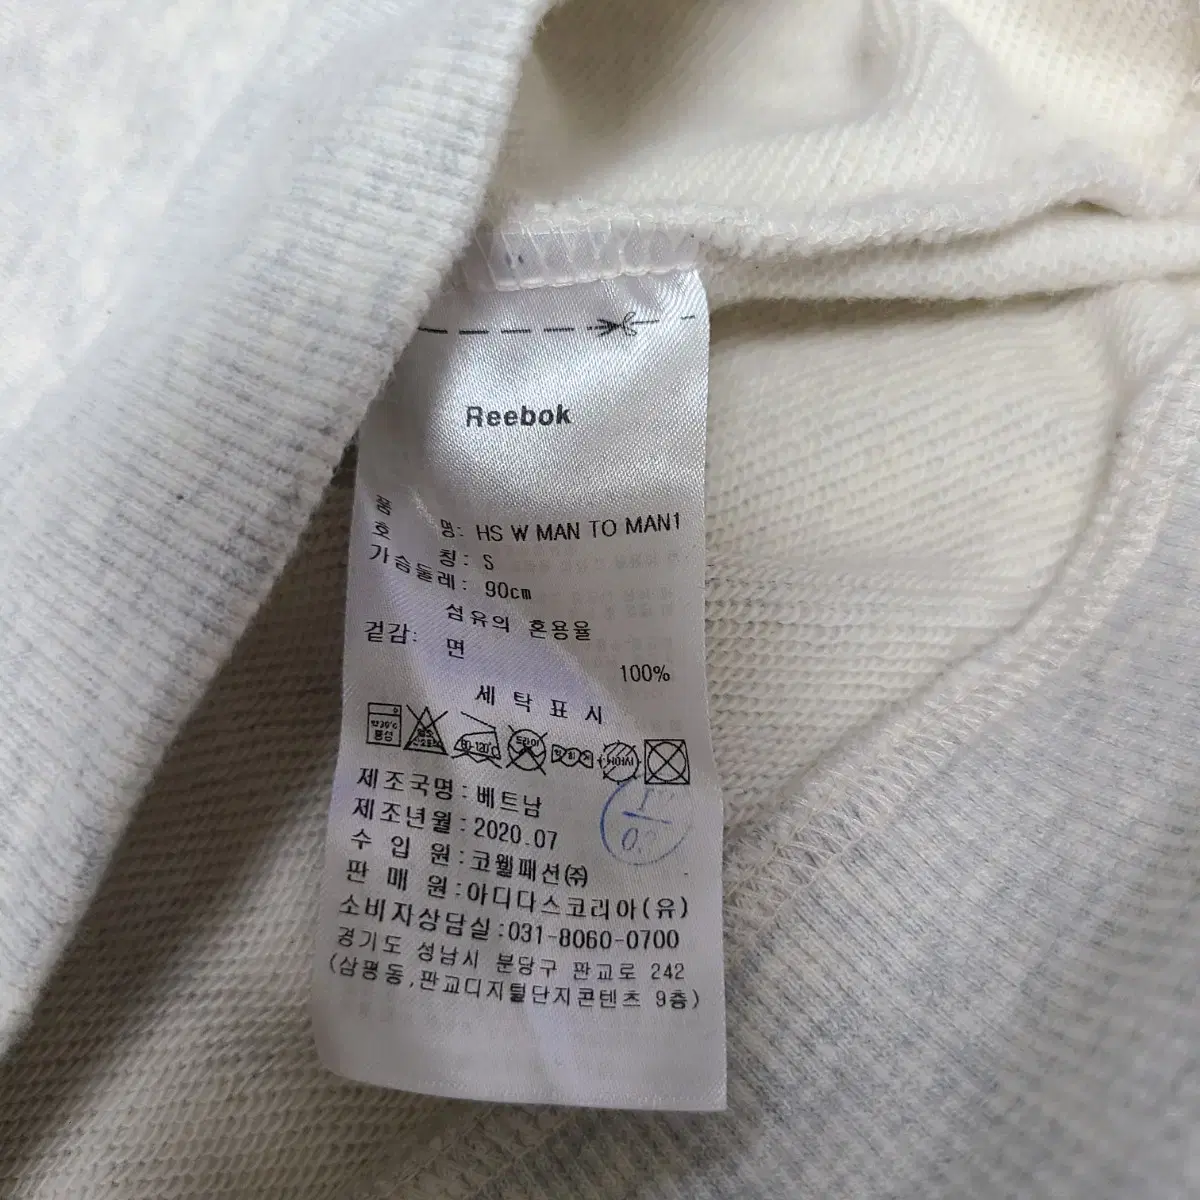 Reebok
품 명: HS W MAN TO MAN1
호 칭: S
가슴둘레: 90cm
섬유의 혼용율
겉감: 면
100%
세탁표시
80-120℃ 드라이
제조국명:베트남
제조년월:2020.07
수 입 원:코웰패션㈜
판 매 원:아디다스코리아(유)
소비자상담실:031-8060-0700
경기도 성남시 분당구 판교로 242
(삼평동,판교디지털단지콘텐츠 9층)